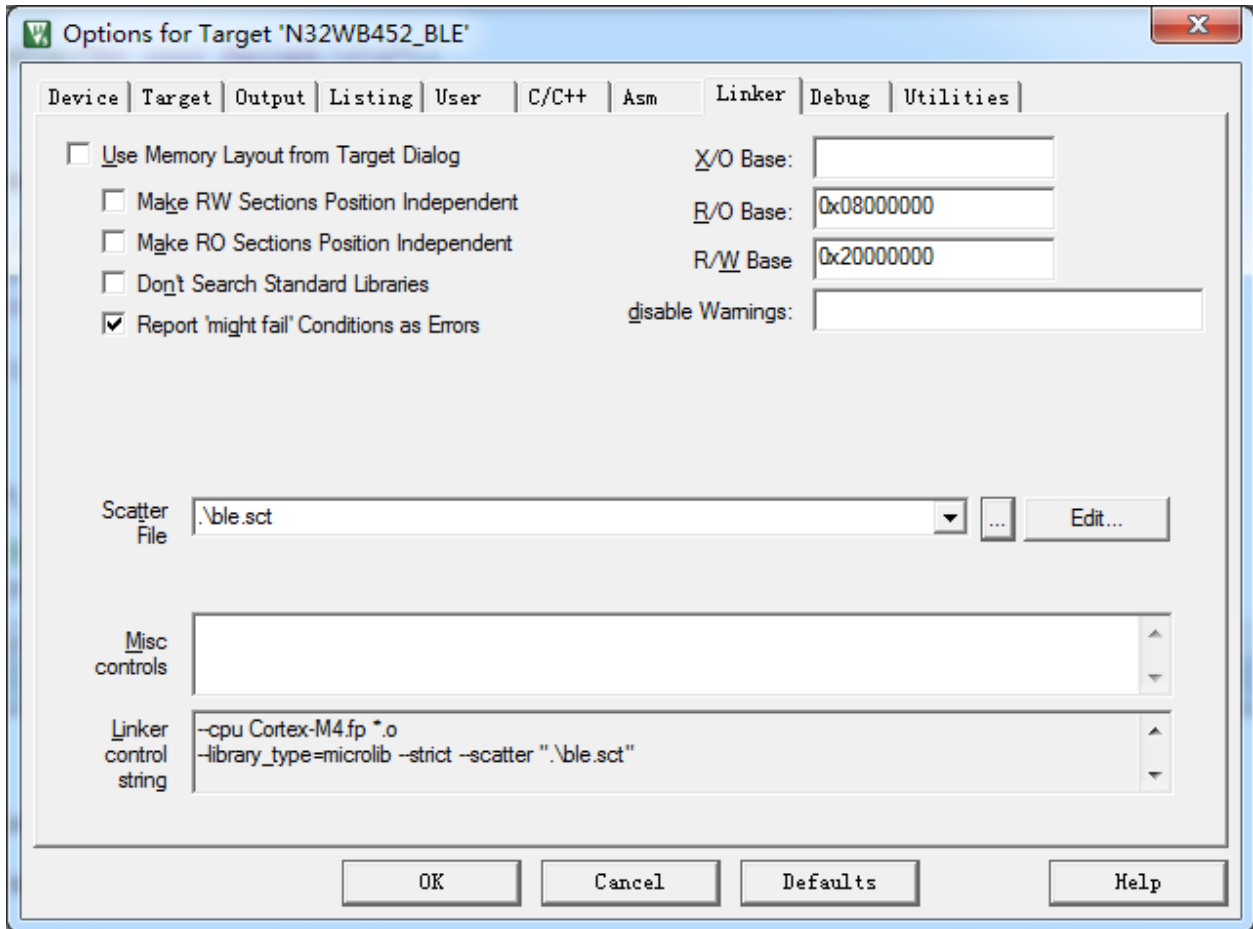 Options for Target 'N32WB452_BLE'
Device Target Output Listing User C/C++ Asm Linker Debug Utilities
Use Memory Layout from Target Dialog
Make RW Sections Position Independent
Make RO Sections Position Independent
Don't Search Standard Libraries
Report 'might fail' Conditions as Errors
X/O Base:
R/O Base: 0x08000000
R/W Base 0x20000000
disable Warnings:
Scatter
File
.\ble.sct
...
Edit...
Misc
controls
Linker
control
string
--cpu Cortex-M4.fp *.o
--library_type=microlib --strict --scatter ".\ble.sct"
OK Cancel Defaults Help